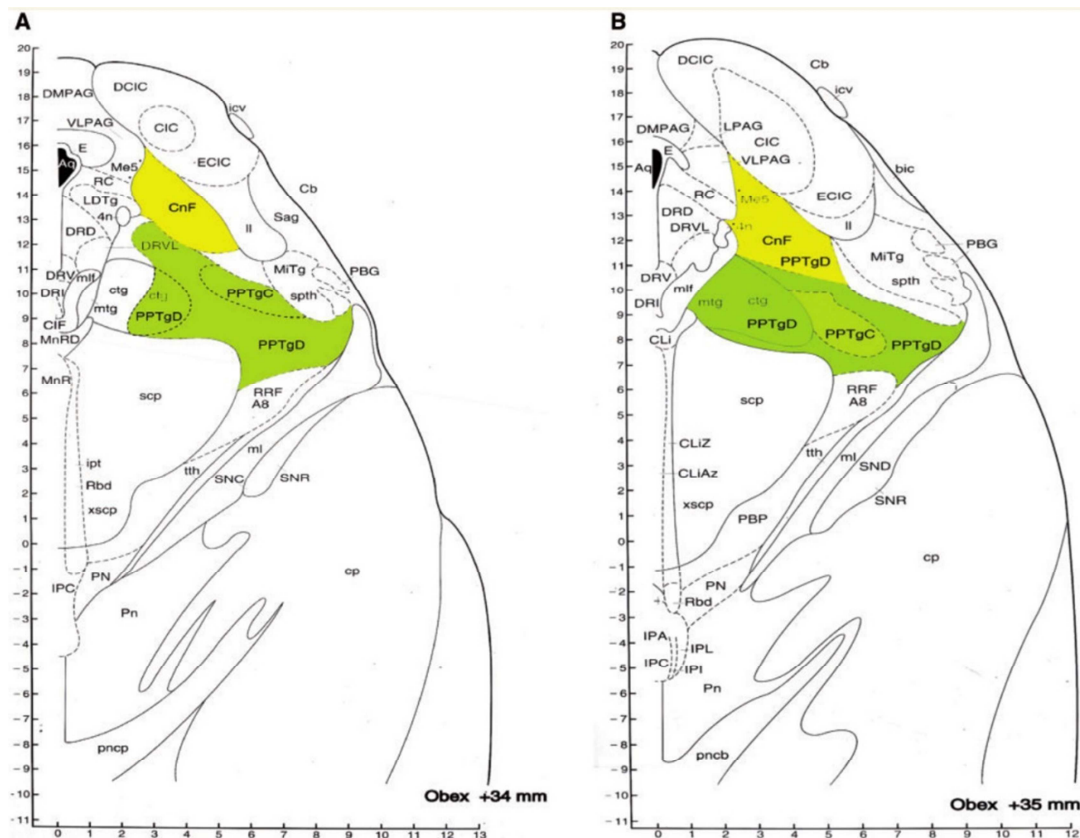 A
20
19
18
17
16
15
14
13
12
11
10
9
8
7
6
5
4
3
2
1
0
-1
-2
-3
-4
-5
-6
-7
-8
-9
-10
-11
DCIC
DMPAG
icv
VLPAG
CIC
E
ECIC
Aq
Me5
RC
Cb
LDTg
CnF
4n
Sag
ll
DRD
DRVL
MiTg
PBG
DRV
mlf
ctg
ctg
PPTgC
DRI
spth
mtg
PPTgD
ClF
MnRD
PPTgD
MnR
RRF
scp
A8
ml
ipt
tth
Rbd
SNC
SNR
xscp
PN
cp
IPC
Pn
pncp
Obex +34 mm
0 1 2 3 4 5 6 7 8 9 10 11 12 13
B
20
19
18
17
16
15
14
13
12
11
10
9
8
7
6
5
4
3
2
1
0
-1
-2
-3
-4
-5
-6
-7
-8
-9
-10
-11
DCIC
Cb
icv
DMPAG
LPAG
CIC
E
VLPAG
Aq
bic
RC
Me5
ECIC
DRD
DRVL
4n
ll
CnF
PBG
MiTg
DRV
PPTgD
spth
mlf
DRI
mtg
ctg
PPTgD
PPTgC
CLi
PPTgD
RRF
scp
A8
CLiZ
ml
tth
SND
CLiAz
SNR
xscp
PBP
cp
PN
Rbd
IPA
IPL
IPC
IPI
Pn
pncb
Obex +35 mm
0 1 2 3 4 5 6 7 8 9 10 11 12